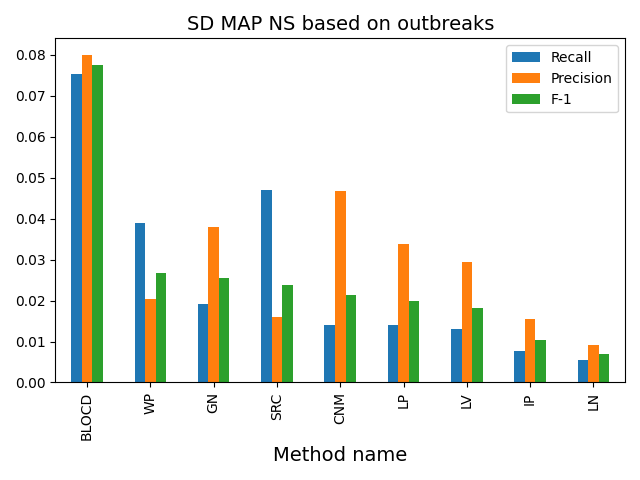 SD MAP NS based on outbreaks
Recall
Precision
F-1
0.08
0.07
0.06
0.05
0.04
0.03
0.02
0.01
0.00
BLOCD
WP
GN
SRC
CNM
LP
LV
IP
LN
Method name